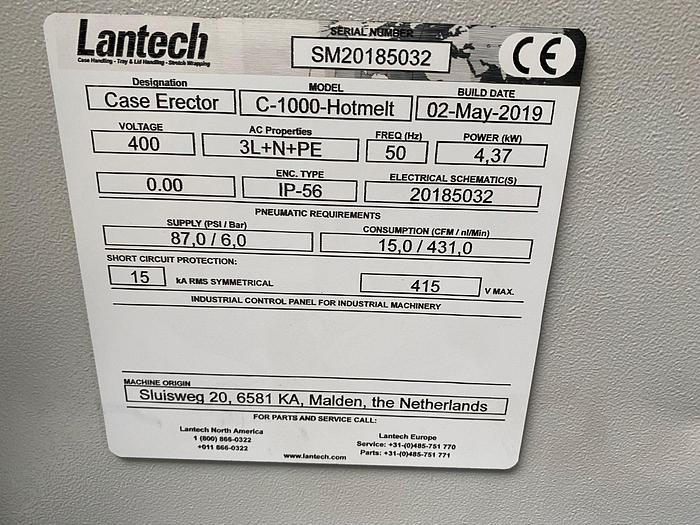 Lantech
Case Handling - Tray & Lid Handling - Stretch Wrapping
SERIAL NUMBER
SM20185032
CE
Designation
MODEL
BUILD DATE
Case Erector
C-1000-Hotmelt
02-May-2019
VOLTAGE
AC Properties
FREQ (Hz)
POWER (kW)
400
3L+N+PE
50
4,37
ENC. TYPE
ELECTRICAL SCHEMATIC(S)
0.00
IP-56
20185032
PNEUMATIC REQUIREMENTS
SUPPLY (PSI / Bar)
CONSUMPTION (CFM / nl/Min)
87,0 / 6,0
15,0 / 431,0
SHORT CIRCUIT PROTECTION:
15
kA RMS SYMMETRICAL
415
V MAX.
INDUSTRIAL CONTROL PANEL FOR INDUSTRIAL MACHINERY
MACHINE ORIGIN
Sluisweg 20, 6581 KA, Malden, the Netherlands
FOR PARTS AND SERVICE CALL:
Lantech North America
1 (800) 866-0322
+011 866-0322
Lantech Europe
Service: +31-(0)485-751 770
Parts: +31-(0)485-751 771
www.lantech.com